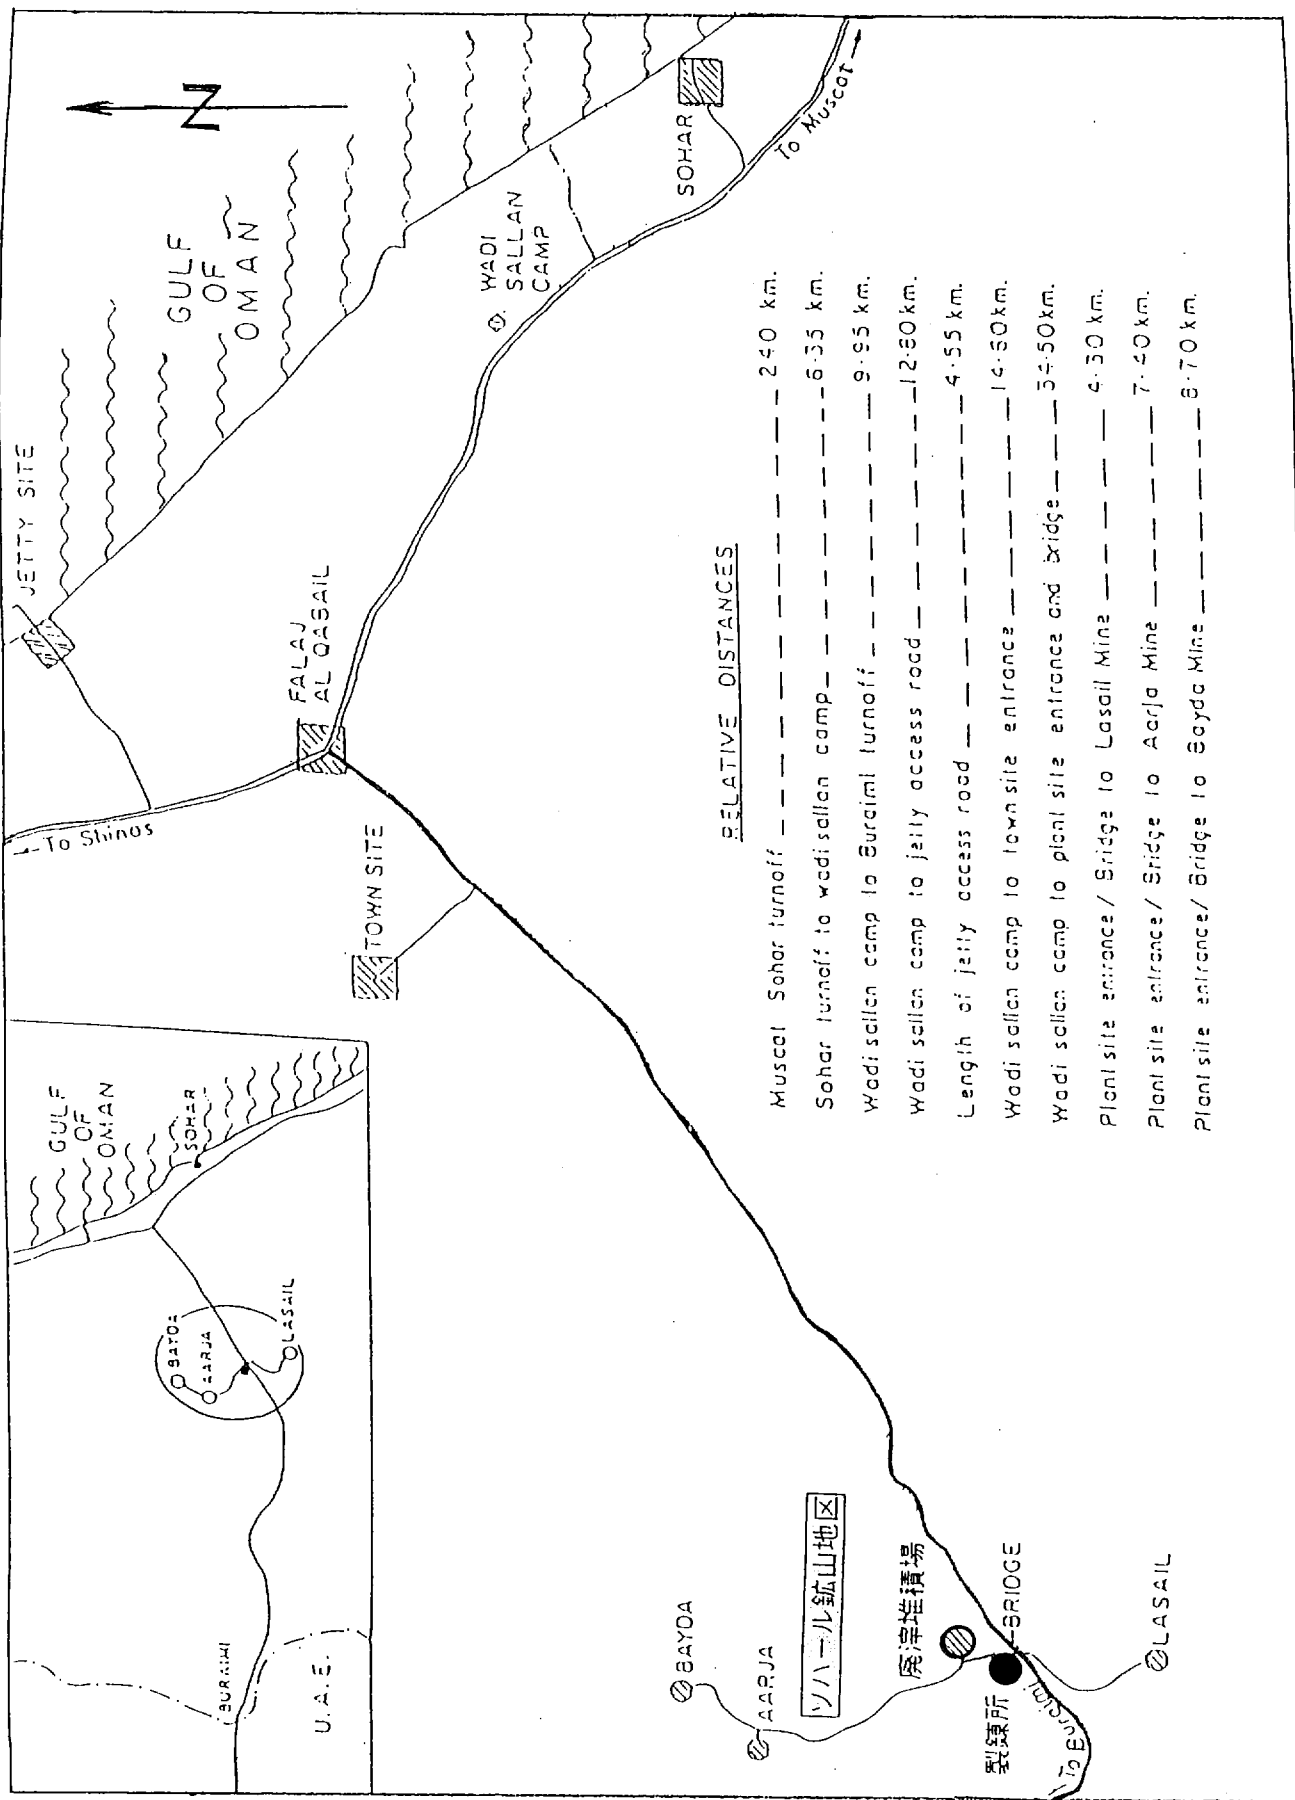 N
GULF
OF
OMAN
JETTY SITE
WADI
SALLAN
CAMP
SOHAR
To Muscat
FALAJ
AL QABAIL
To Shinos
TOWN SITE
GULF
OF
OMAN
SOHAR
BAYDA
AARJA
LASAIL
BURAIMI
U.A.E.
RELATIVE DISTANCES
Muscat Sohar turnoff 240 km.
Sohar turnoff to wadi sallan camp 6·35 km.
Wadi sallan camp to Buraimi turnoff 9·95 km.
Wadi sallan camp to jetty access road 12·80 km.
Length of jetty access road 4·55 km.
Wadi sallan camp to town site entrance km.
Wadi sallan camp to plant site entrance and bridge 34·50 km.
Plant site entrance / Bridge to Lasail Mine 4·30 km.
Plant site entrance / Bridge to Aarja Mine 7·40 km.
Plant site entrance / Bridge to Bayda Mine km.
BAYDA
AARJA
ソハール鉱山地区
廃滓堆積場
製錬所
BRIDGE
LASAIL
To Buraimi